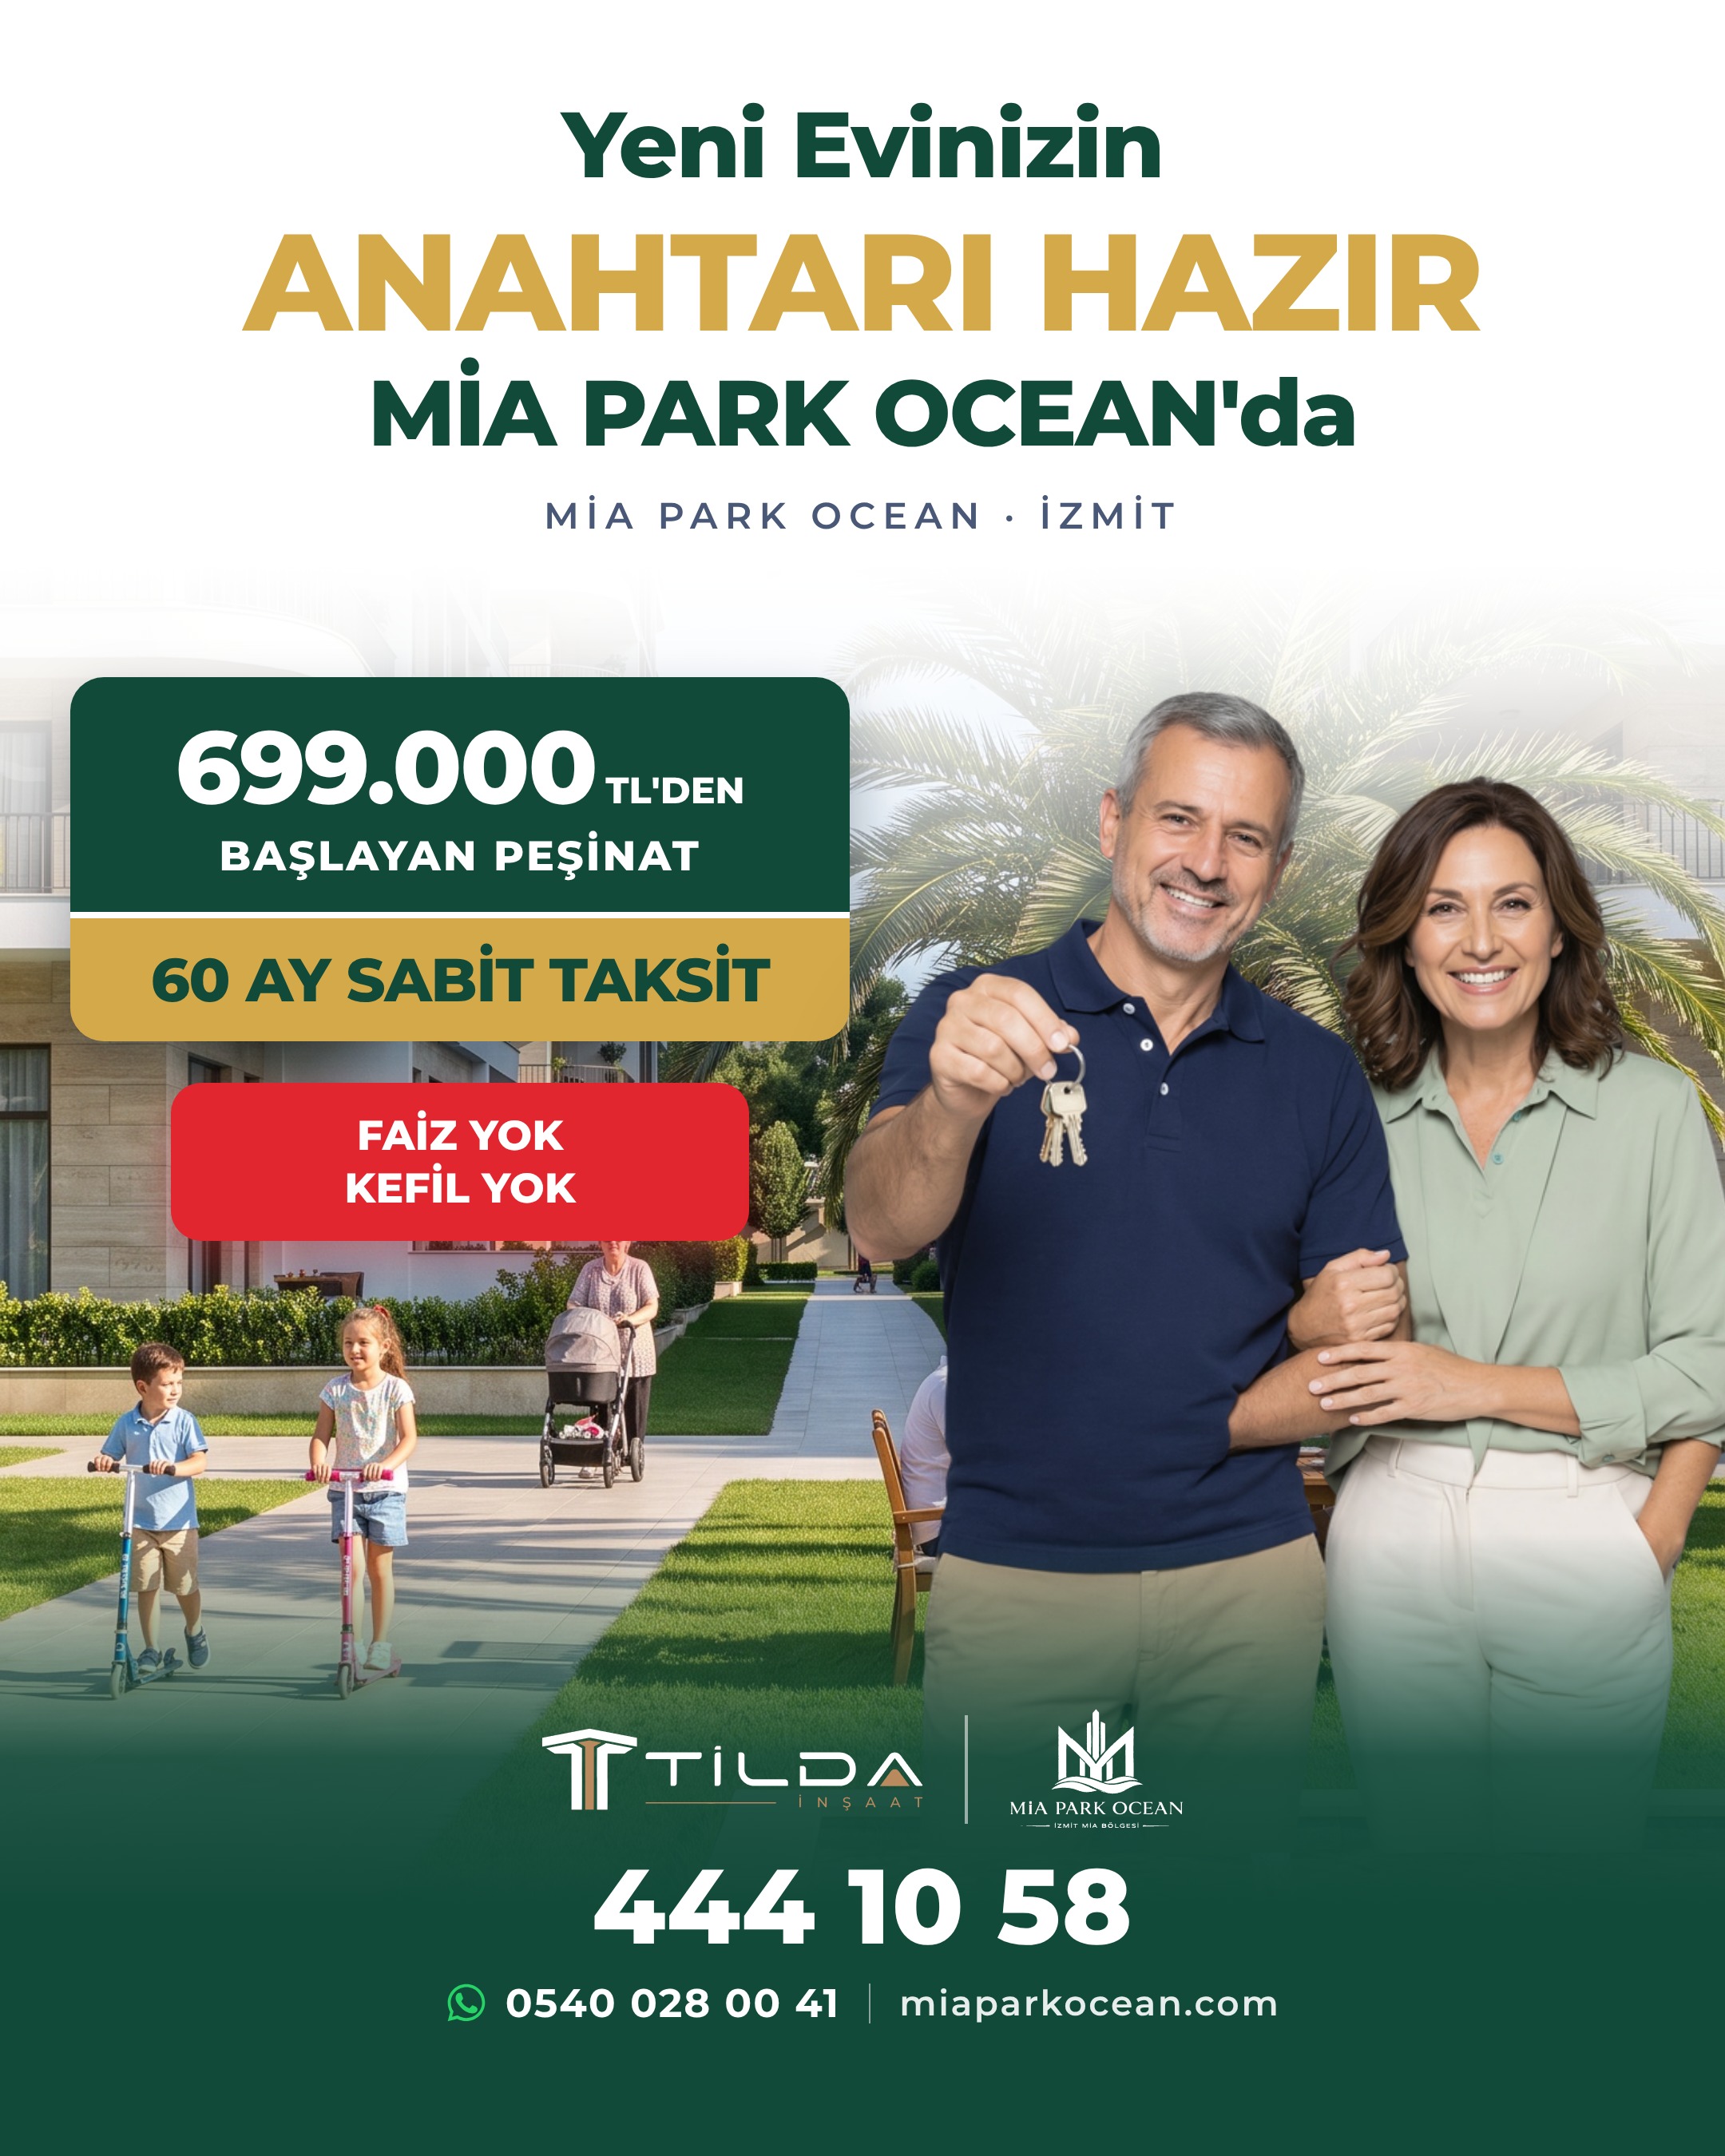 Yeni Evinizin
ANAHTARI HAZIR
MİA PARK OCEAN'da
MİA PARK OCEAN · İZMİT
699.000 TL'DEN
BAŞLAYAN PEŞİNAT
60 AY SABİT TAKSİT
FAİZ YOK
KEFİL YOK
TİLDA
İNŞAAT
MİA PARK OCEAN
İZMİT MİA BÖLGESİ
444 10 58
0540 028 00 41
miaparkocean.com